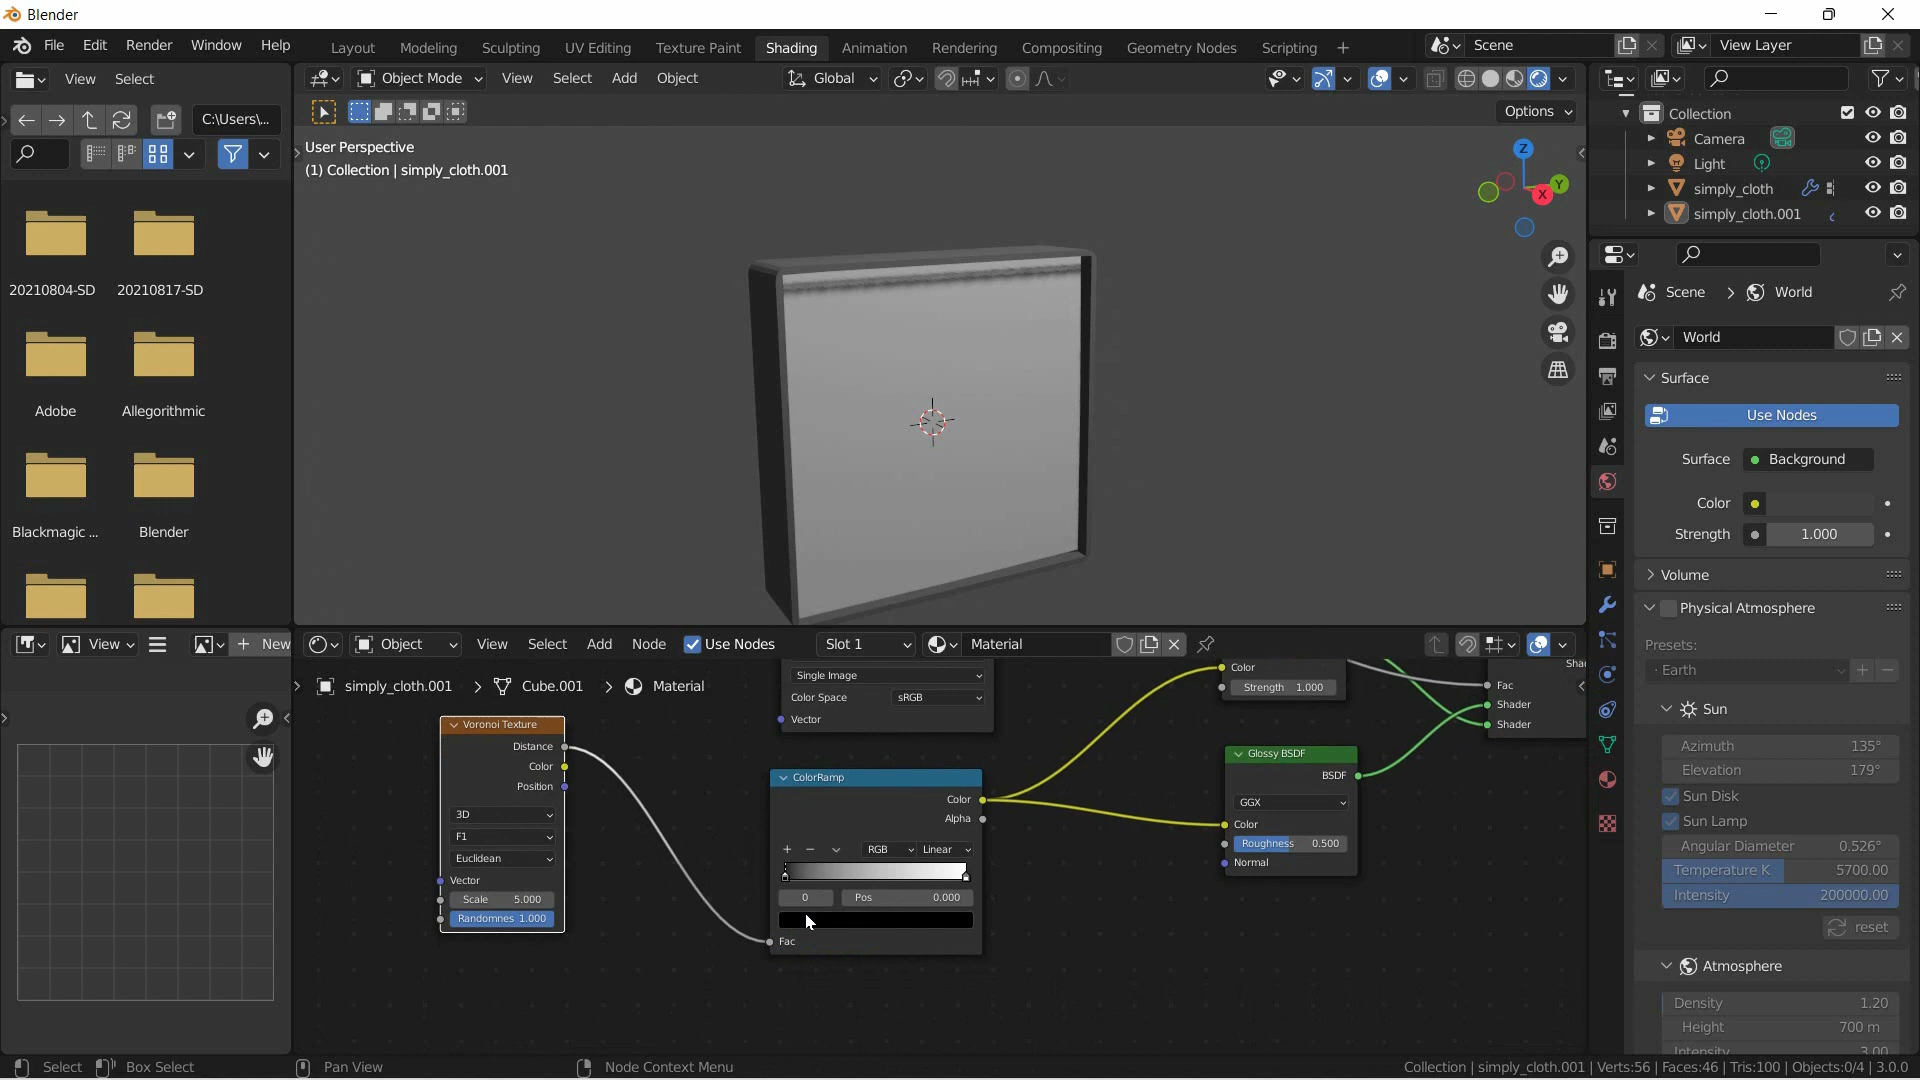 Blender
File Edit Render Window Help
Layout Modeling Sculpting UV Editing Texture Paint Shading Animation Rendering Compositing Geometry Nodes Scripting
Scene
View Layer
View Select
Object Mode View Select Add Object
Global
C:\Users\...
Options
User Perspective
(1) Collection | simply_cloth.001
Z
Y
X
20210804-SD
20210817-SD
Adobe
Allegorithmic
Blackmagic ...
Blender
Collection
Camera
Light
simply_cloth
simply_cloth.001
Scene > World
World
Surface
Use Nodes
Surface Background
Color
Strength 1.000
Volume
Physical Atmosphere
Presets:
· Earth
Sun
Azimuth 135°
Elevation 179°
Sun Disk
Sun Lamp
Angular Diameter 0.526°
Temperature K 5700.00
Intensity 200000.00
reset
Atmosphere
Density 1.20
Height 700 m
Intensity 3.00
View
New
Object View Select Add Node Use Nodes Slot 1 Material
simply_cloth.001 > Cube.001 > Material
Voronoi Texture
Distance
Color
Position
3D
F1
Euclidean
Vector
Scale 5.000
Randomnes 1.000
Single Image
Color Space sRGB
Vector
ColorRamp
Color
Alpha
RGB Linear
0 Pos 0.000
Fac
Color
Strength 1.000
Glossy BSDF
BSDF
GGX
Color
Roughness 0.500
Normal
Sha
Fac
Shader
Shader
Select Box Select Pan View Node Context Menu
Collection | simply_cloth.001 | Verts:56 | Faces:46 | Tris:100 | Objects:0/4 | 3.0.0